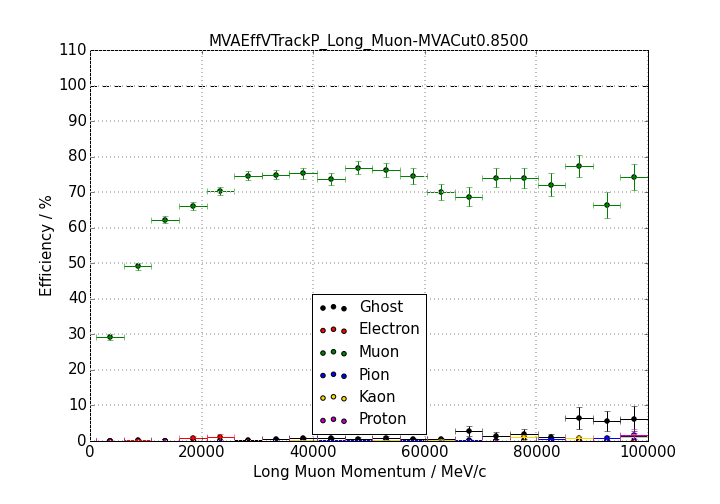 MVAEffVTrackP_Long_Muon-MVACut0.8500
110
100
90
80
70
60
50
40
30
20
10
0
Efficiency / %
Ghost
Electron
Muon
Pion
Kaon
Proton
0 20000 40000 60000 80000 100000
Long Muon Momentum / MeV/c